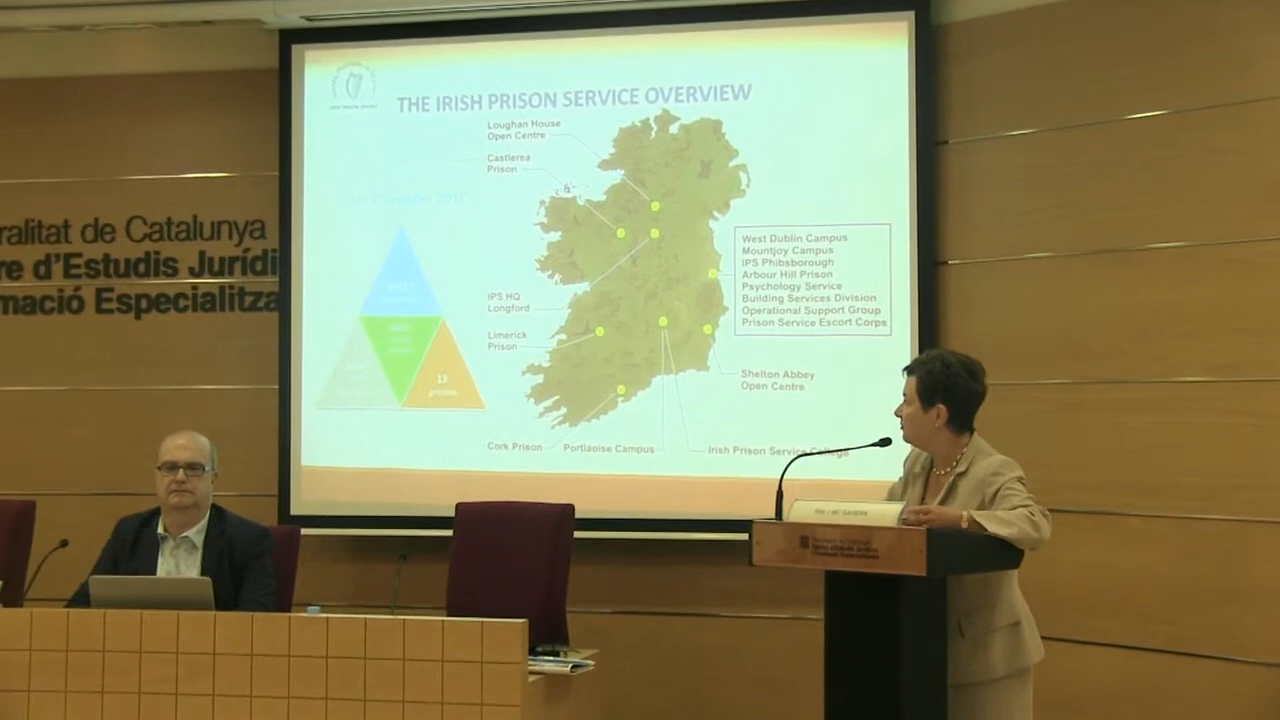 THE IRISH PRISON SERVICE OVERVIEW
Loughan House
Open Centre
Castlerea
Prison
West Dublin Campus
Mountjoy Campus
IPS Phibsborough
Arbour Hill Prison
Psychology Service
Building Services Division
Operational Support Group
Prison Service Escort Corps
IPS HQ
Longford
Limerick
Prison
13
Shelton Abbey
Open Centre
Cork Prison
Portlaoise Campus
Irish Prison Service College
ralitat de Catalunya
re d'Estudis Jurídi
mació Especialitza